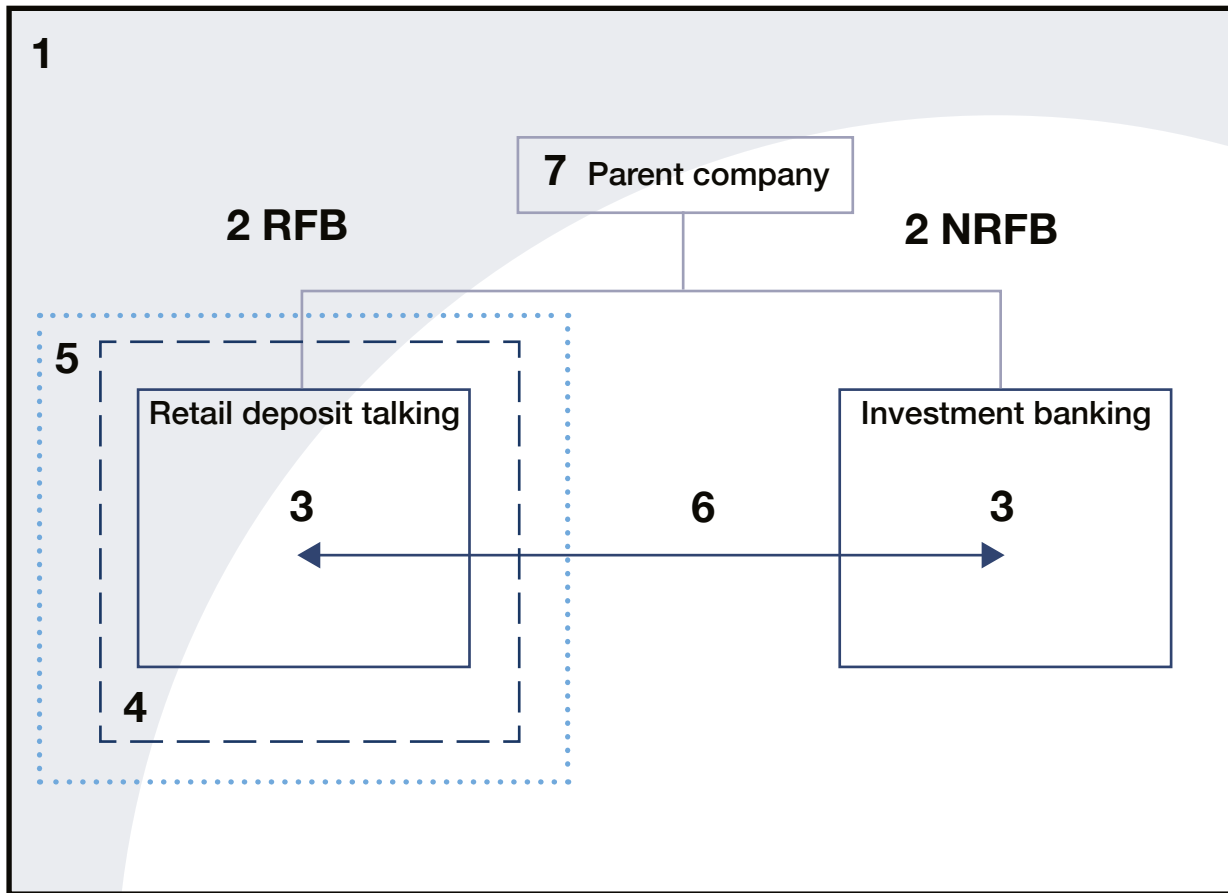 1
7 Parent company
2 RFB
2 NRFB
5
Retail deposit talking
Investment banking
3
6
3
4